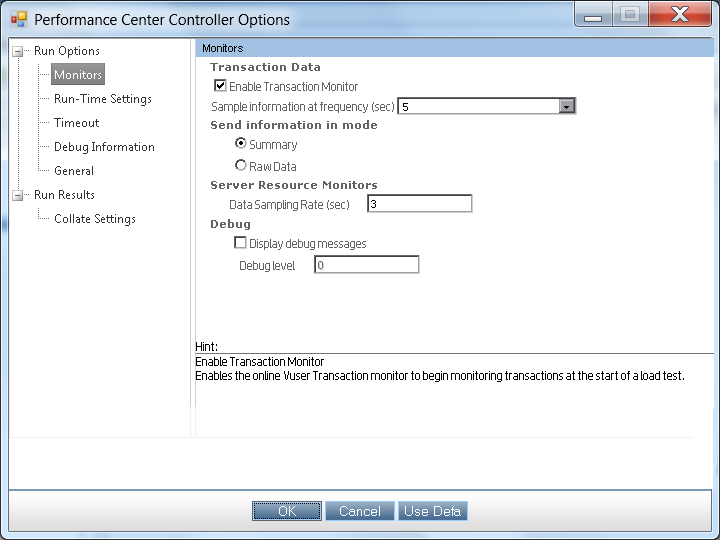 Performance Center Controller Options
Run Options
Monitors
Run-Time Settings
Timeout
Debug Information
General
Run Results
Collate Settings
Monitors
Transaction Data
Enable Transaction Monitor
Sample information at frequency (sec) 5
Send information in mode
Summary
Raw Data
Server Resource Monitors
Data Sampling Rate (sec) 3
Debug
Display debug messages
Debug level 0
Hint:
Enable Transaction Monitor
Enables the online Vuser Transaction monitor to begin monitoring transactions at the start of a load test.
OK Cancel Use Defa